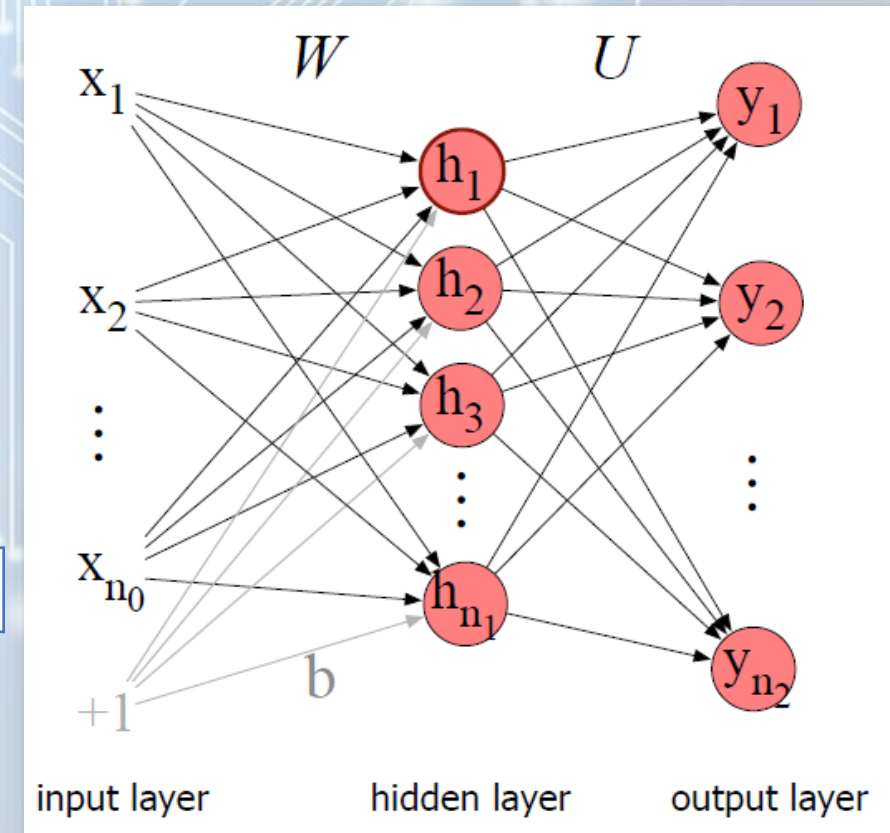 W U
x1 h1 y1
x2 h2 y2
h3
xn0 hn1 yn2
b
+1
input layer hidden layer output layer